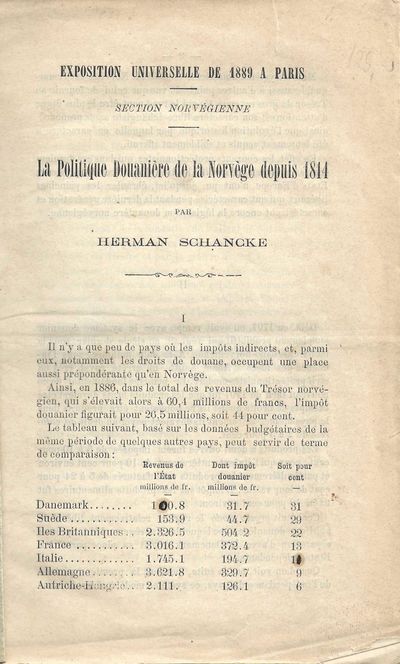 EXPOSITION UNIVERSELLE DE 1889 A PARIS
SECTION NORVÉGIENNE
La Politique Douanière de la Norvège depuis 1814
PAR
HERMAN SCHANCKE
I
Il n'y a que peu de pays où les impôts indirects, et, parmi
eux, notamment les droits de douane, occupent une place
aussi prépondérante qu'en Norvège.
Ainsi, en 1886, dans le total des revenus du Trésor norvé-
gien, qui s'élevait alors à 60,4 millions de francs, l'impôt
douanier figurait pour 26,5 millions, soit 44 pour cent.
Le tableau suivant, basé sur les données budgétaires de la
même période de quelques autres pays, peut servir de terme
de comparaison :
Revenus de Dont impôt Soit pour
l'État douanier cent
millions de fr. millions de fr. —
Danemark........ 31.7 31
Suède........... 153.9 44.7 29
Iles Britanniques.. 2.326.5 504.2 22
France.......... 3.016.1 372.4 13
Italie........... 1.745.1 194.7
Allemagne....... 3.621.8 329.7 9
Autriche-Hongrie. 2.111. 126.1 6